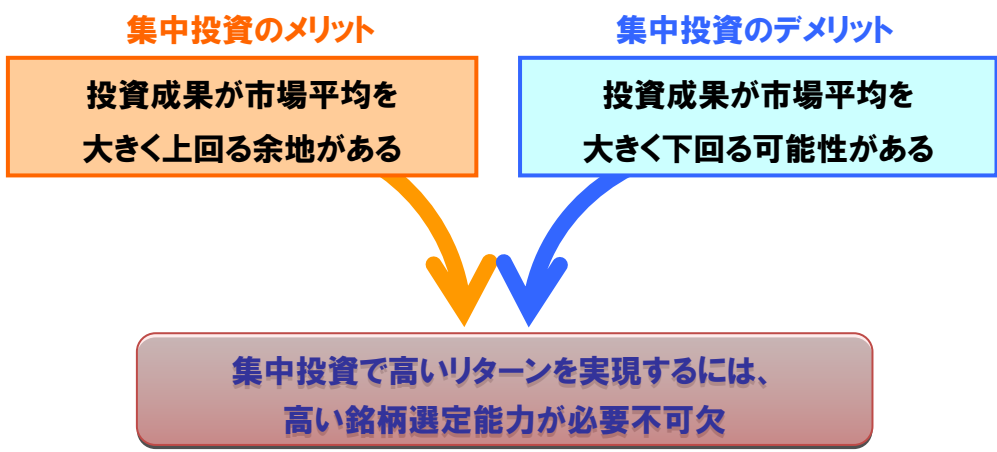 集中投資のメリット
投資成果が市場平均を
大きく上回る余地がある
集中投資のデメリット
投資成果が市場平均を
大きく下回る可能性がある
集中投資で高いリターンを実現するには、
高い銘柄選定能力が必要不可欠